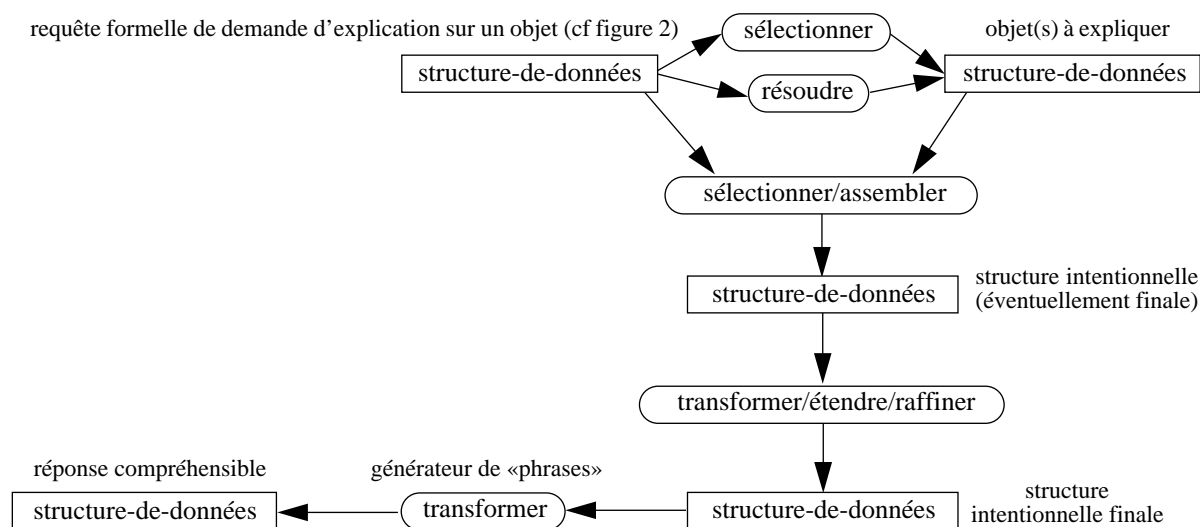 requête formelle de demande d’explication sur un objet (cf figure 2)
sélectionner
objet(s) à expliquer
structure-de-données
structure-de-données
résoudre
sélectionner/assembler
structure-de-données
structure intentionnelle
(éventuellement finale)
transformer/étendre/raffiner
réponse compréhensible
générateur de «phrases»
structure-de-données
transformer
structure-de-données
structure
intentionnelle finale